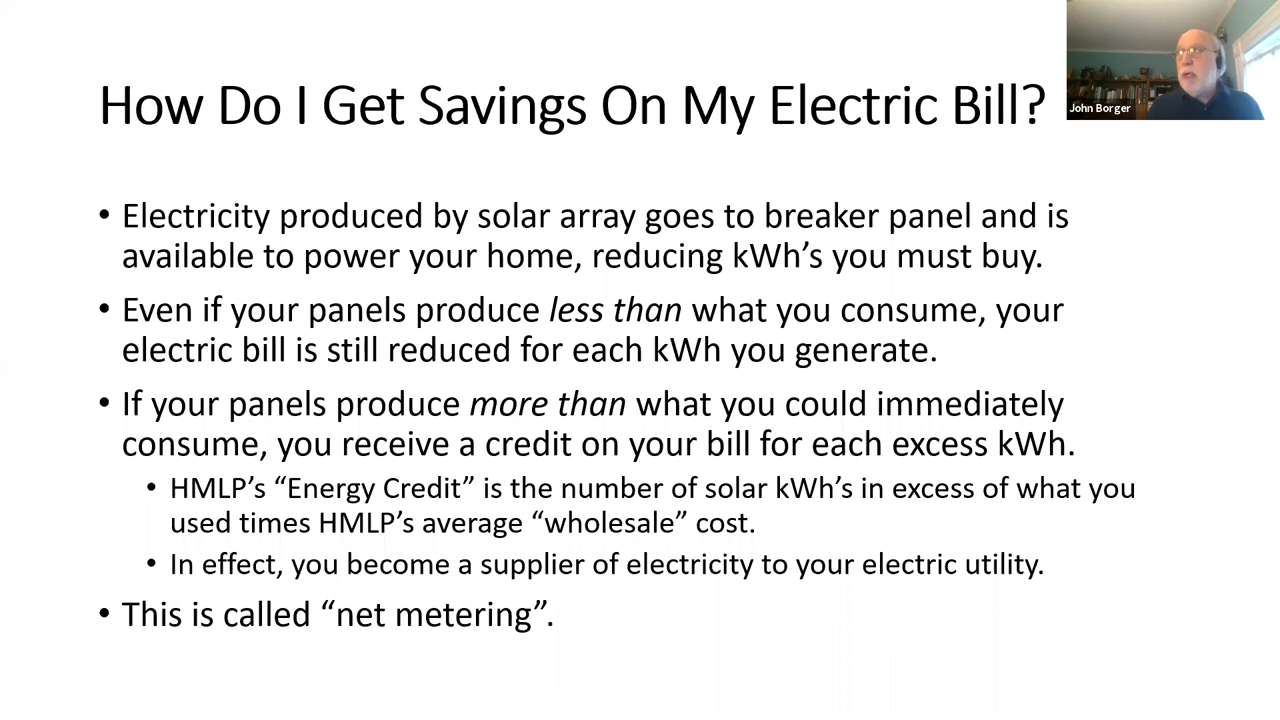 How Do I Get Savings On My Electric Bill?
John Borger
• Electricity produced by solar array goes to breaker panel and is
available to power your home, reducing kWh’s you must buy.
• Even if your panels produce less than what you consume, your
electric bill is still reduced for each kWh you generate.
• If your panels produce more than what you could immediately
consume, you receive a credit on your bill for each excess kWh.
• HMLP’s “Energy Credit” is the number of solar kWh’s in excess of what you
used times HMLP’s average “wholesale” cost.
• In effect, you become a supplier of electricity to your electric utility.
• This is called “net metering”.